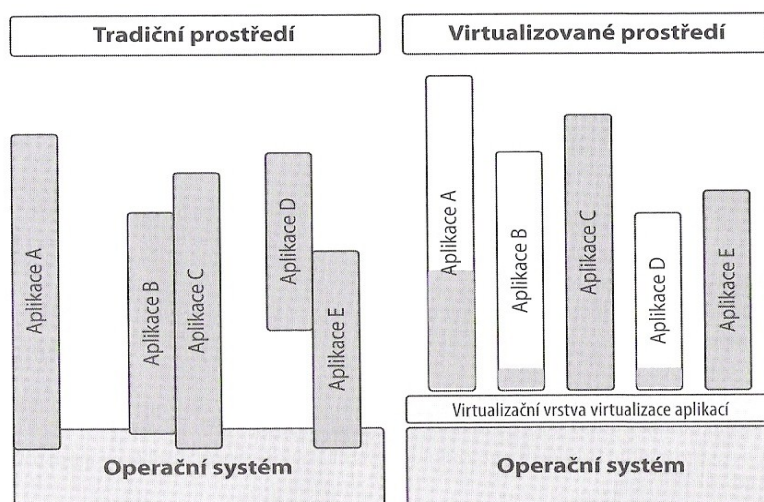 Tradiční prostředí
Aplikace A
Aplikace B
Aplikace C
Aplikace D
Aplikace E
Operační systém
Virtualizované prostředí
Aplikace A
Aplikace B
Aplikace C
Aplikace D
Aplikace E
Virtualizační vrstva virtualizace aplikací
Operační systém